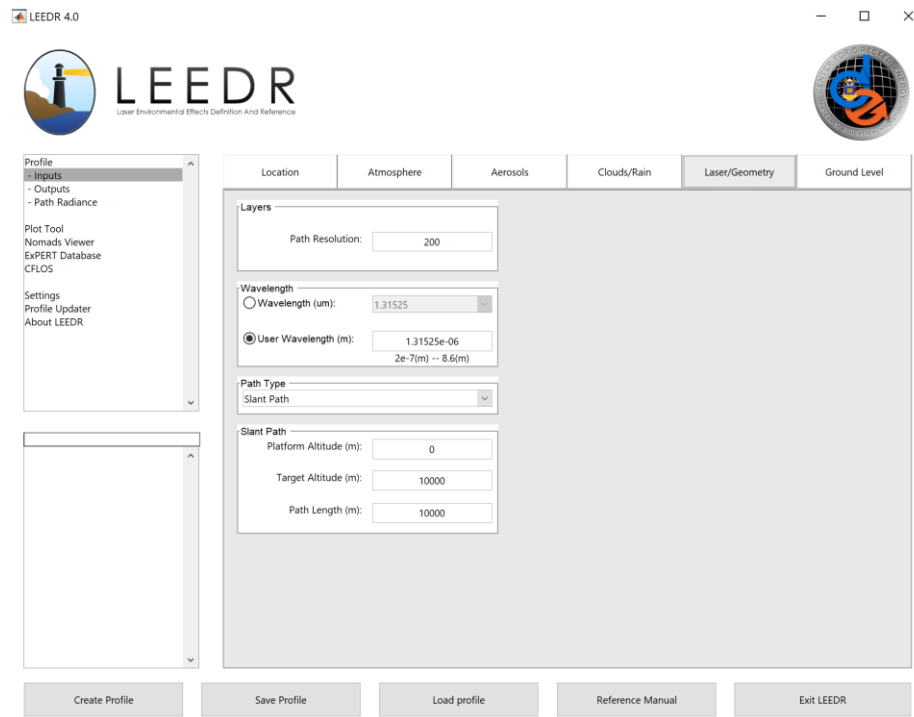 LEEDR 4.0
LEEDR
Laser Environmental Effects Definition And Reference
CENTER FOR DIRECTED ENERGY
Profile
- Inputs
- Outputs
- Path Radiance
Plot Tool
Nomads Viewer
ExPERT Database
CFLOS
Settings
Profile Updater
About LEEDR
Location
Atmosphere
Aerosols
Clouds/Rain
Laser/Geometry
Ground Level
Layers
Path Resolution:
200
Wavelength
Wavelength (um):
1.31525
User Wavelength (m):
1.31525e-06
2e-7(m) -- 8.6(m)
Path Type
Slant Path
Slant Path
Platform Altitude (m):
0
Target Altitude (m):
10000
Path Length (m):
10000
Create Profile
Save Profile
Load profile
Reference Manual
Exit LEEDR